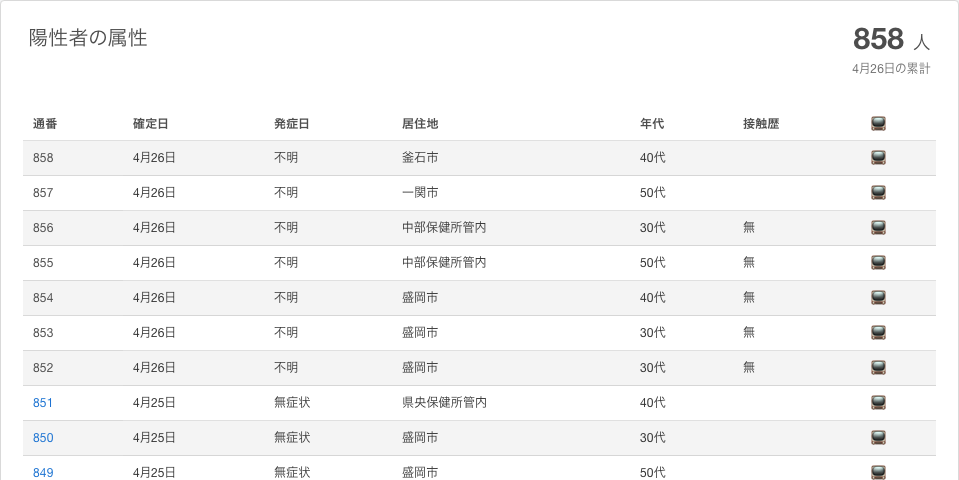 陽性者の属性
858 人
4月26日の累計
通番 確定日 発症日 居住地 年代 接触歴
858 4月26日 不明 釜石市 40代
857 4月26日 不明 一関市 50代
856 4月26日 不明 中部保健所管内 30代 無
855 4月26日 不明 中部保健所管内 50代 無
854 4月26日 不明 盛岡市 40代 無
853 4月26日 不明 盛岡市 30代 無
852 4月26日 不明 盛岡市 30代 無
851 4月25日 無症状 県央保健所管内 40代
850 4月25日 無症状 盛岡市 30代
849 4月25日 無症状 盛岡市 50代